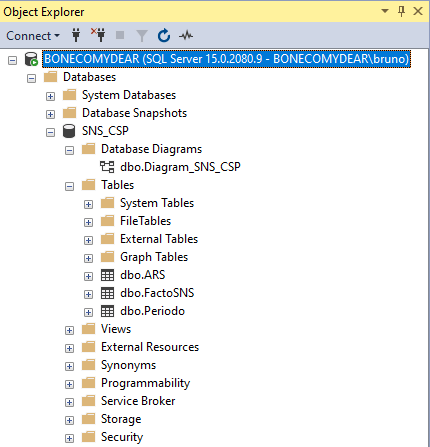 Object Explorer
Connect
BONECOMYDEAR (SQL Server 15.0.2080.9 - BONECOMYDEAR\bruno)
Databases
System Databases
Database Snapshots
SNS_CSP
Database Diagrams
dbo.Diagram_SNS_CSP
Tables
System Tables
FileTables
External Tables
Graph Tables
dbo.ARS
dbo.FactoSNS
dbo.Periodo
Views
External Resources
Synonyms
Programmability
Service Broker
Storage
Security